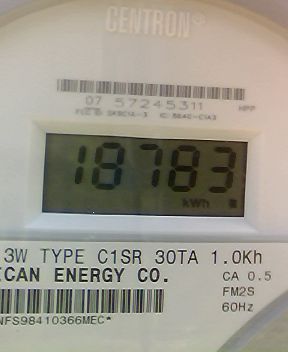 CENTRON®
07 57245311
18783
kWh
3W TYPE C1SR 30TA 1.0Kh
ICAN ENERGY CO.
CA 0.5
FM2S
60Hz
NFS98410366MEC*